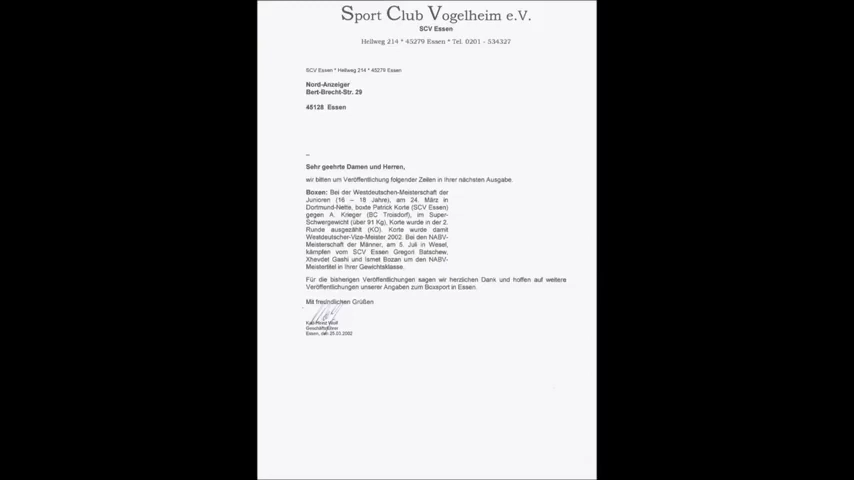 Sport Club Vogelheim e.V.
SCV Essen
Hellweg 214 * 45279 Essen * Tel. 0201 - 534327
SCV Essen * Hellweg 214 * 45279 Essen
Nord-Anzeiger
Bert-Brecht-Str. 29
45128 Essen
Sehr geehrte Damen und Herren,
wir bitten um Veröffentlichung folgender Zeilen in Ihrer nächsten Ausgabe.
Boxen: Bei der Westdeutschen-Meisterschaft der
Junioren (16 – 18 Jahre), am 24. März in
Dortmund-Nette, boxte Patrick Korte (SCV Essen)
gegen A. Krieger (BC Troisdorf), im Super-
Schwergewicht (über 91 Kg), Korte wurde in der 2.
Runde ausgezählt (KO). Korte wurde damit
Westdeutscher-Vize-Meister 2002. Bei den NABV-
Meisterschaft der Männer, am 5. Juli in Wesel,
kämpfen vom SCV Essen Gregori Batschew,
Xhevdet Gashi und Ismet Bozan um den NABV-
Meistertitel in Ihrer Gewichtsklasse.
Für die bisherigen Veröffentlichungen sagen wir herzlichen Dank und hoffen auf weitere
Veröffentlichungen unserer Angaben zum Boxsport in Essen.
Mit freundlichen Grüßen
Geschäftsführer
Essen, den 25.03.2002